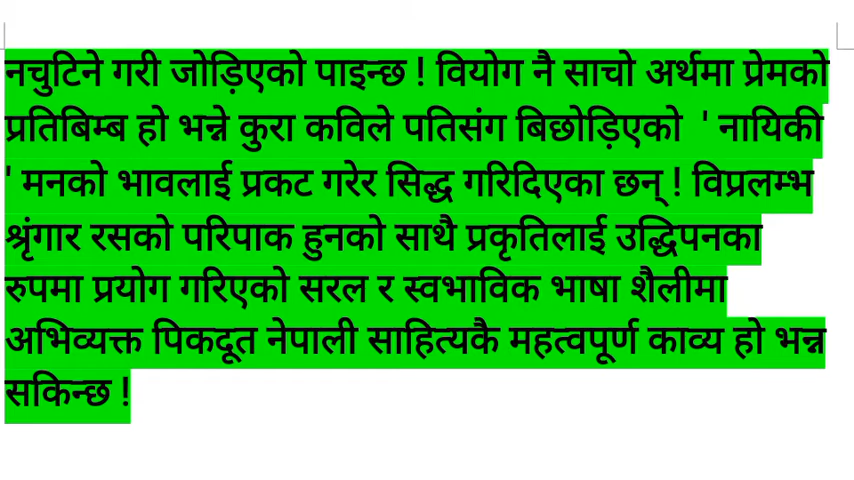 नचुटिने गरी जोड़िएको पाइन्छ ! वियोग नै साचो अर्थमा प्रेमको
प्रतिबिम्ब हो भन्ने कुरा कविले पतिसंग बिछोड़िएको ' नायिकी
' मनको भावलाई प्रकट गरेर सिद्ध गरिदिएका छन् ! विप्रलम्भ
श्रृंगार रसको परिपाक हुनको साथै प्रकृतिलाई उद्धिपनका
रुपमा प्रयोग गरिएको सरल र स्वभाविक भाषा शैलीमा
अभिव्यक्त पिकदूत नेपाली साहित्यकै महत्वपूर्ण काव्य हो भन्न
सकिन्छ !